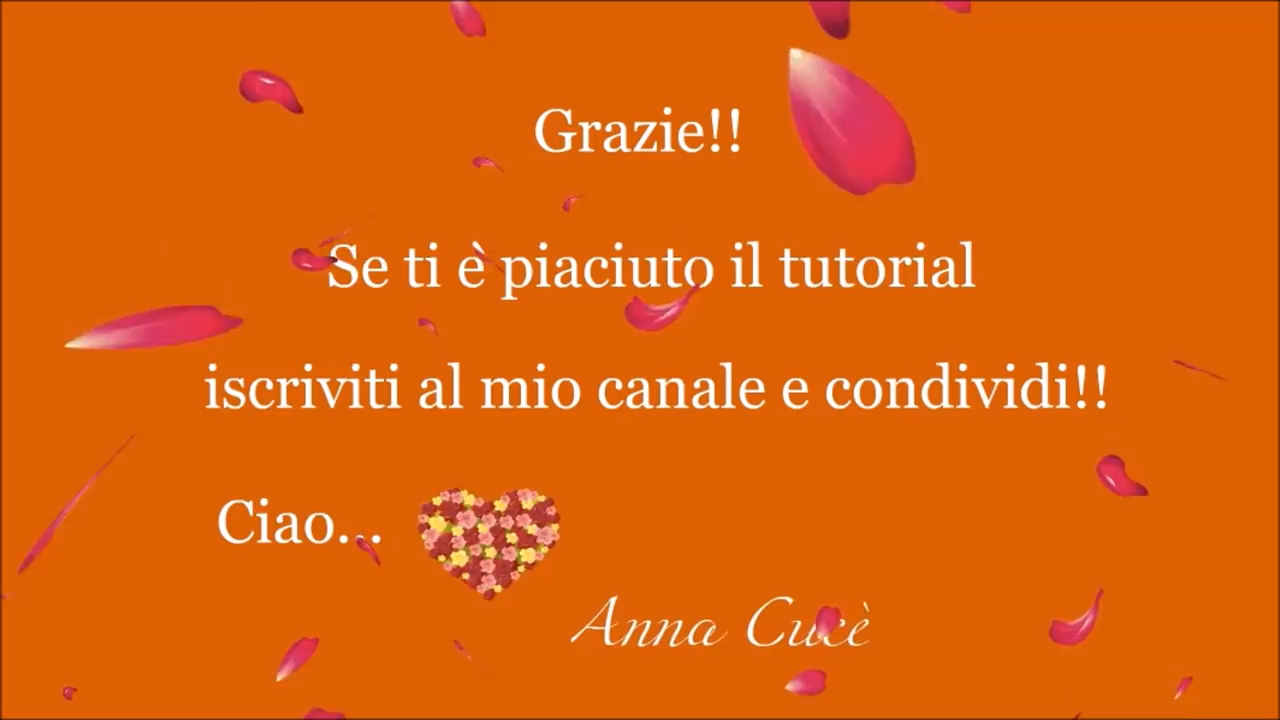 Grazie!!
Se ti è piaciuto il tutorial
iscriviti al mio canale e condividi!!
Ciao...
Anna Cucè